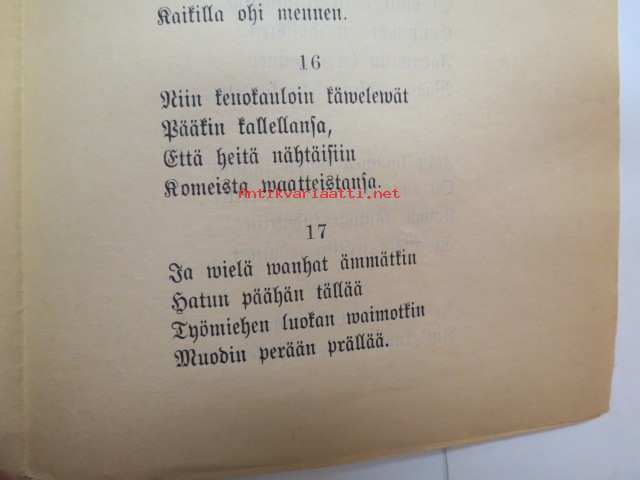 Kaikilla ohi mennen.
16
Niin kenokauloin käwelewät
Pääkin kallellansa,
Että heitä nähtäisiin
Komeista waatteistansa.
Antikvariaatti.net
17
Ja wielä wanhat ämmätkin
Hatun päähän tällää
Työmiehen luokan waimotkin
Muodin perään prällää.